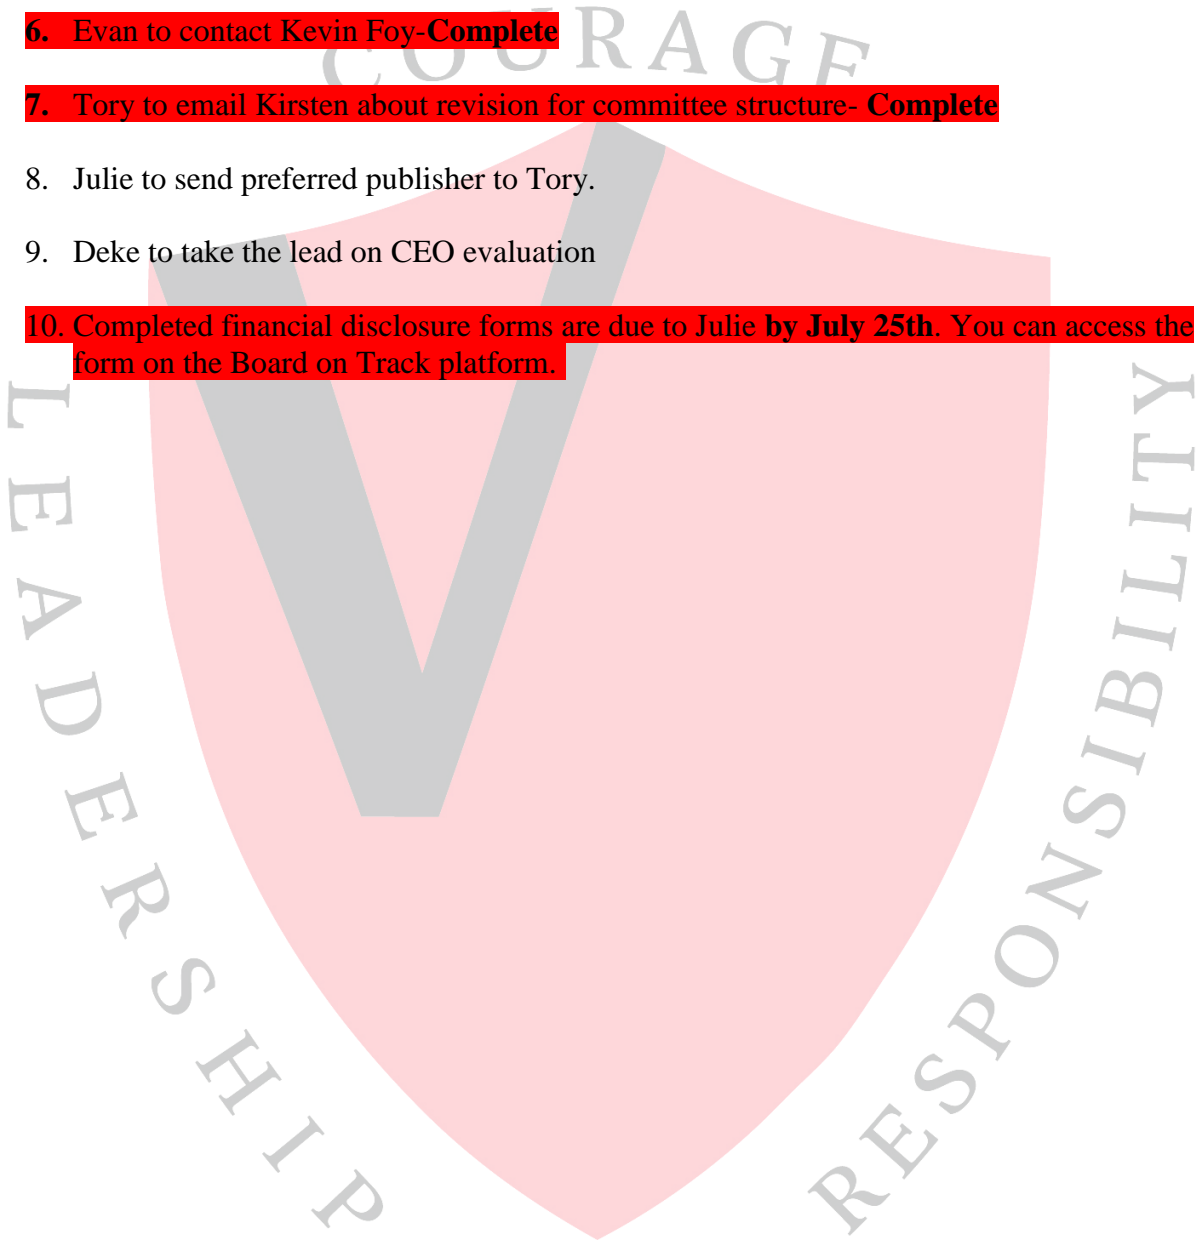 COURAGE
6. Evan to contact Kevin Foy-Complete
7. Tory to email Kirsten about revision for committee structure- Complete
8. Julie to send preferred publisher to Tory.
9. Deke to take the lead on CEO evaluation
10. Completed financial disclosure forms are due to Julie by July 25th. You can access the
form on the Board on Track platform.
LEADERSHIP
RESPONSIBILITY
V